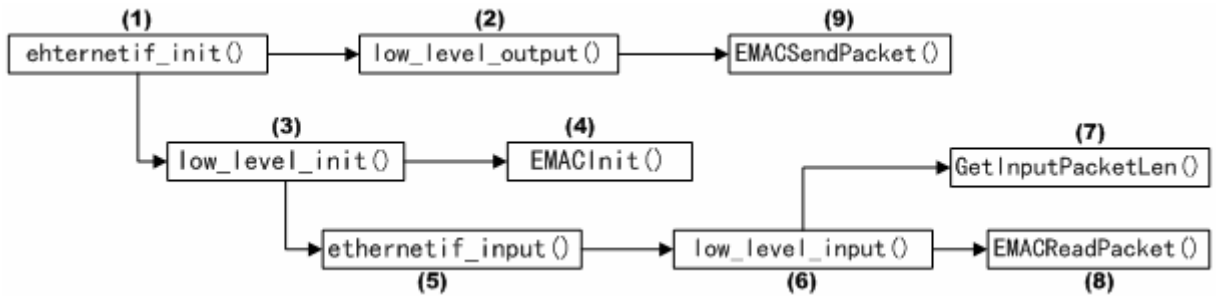 (1)
(2)
(9)
ehternetif_init()
low_level_output()
EMACSendPacket()
(3)
(4)
(7)
low_level_init()
EMACInit()
GetInputPacketLen()
ethernetif_input()
low_level_input()
EMACReadPacket()
(5)
(6)
(8)